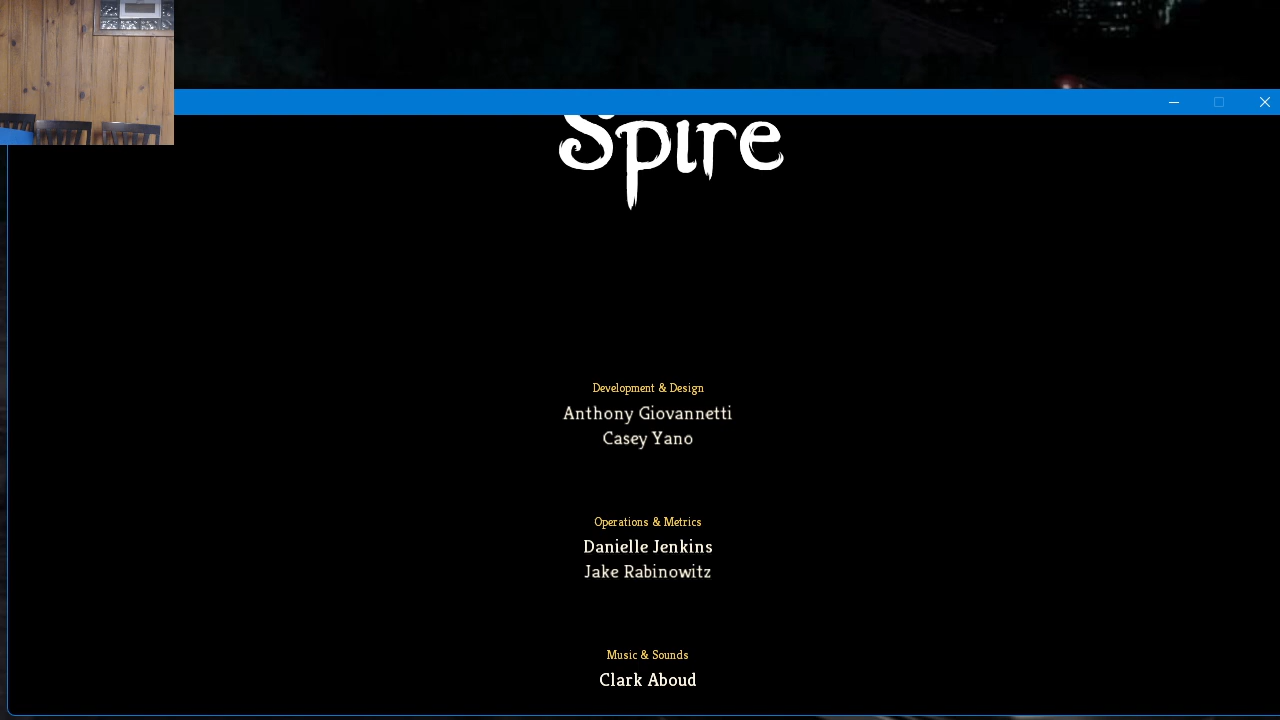 Spire
Development & Design
Anthony Giovannetti
Casey Yano
Operations & Metrics
Danielle Jenkins
Jake Rabinowitz
Music & Sounds
Clark Aboud